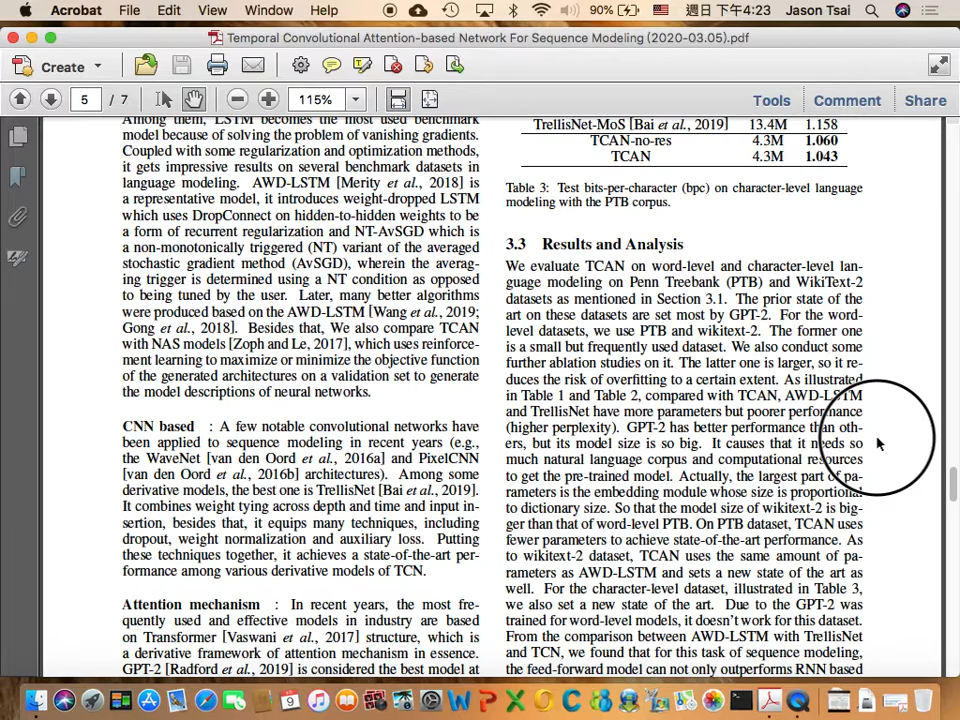 Acrobat File Edit View Window Help 90% 週日 下午4:23 Jason Tsai
Temporal Convolutional Attention-based Network For Sequence Modeling (2020-03.05).pdf
Create
5 / 7 115% Tools Comment Share
Among them, LSTM becomes the most used benchmark
model because of solving the problem of vanishing gradients.
Coupled with some regularization and optimization methods,
it gets impressive results on several benchmark datasets in
language modeling. AWD-LSTM [Merity et al., 2018] is
a representative model, it introduces weight-dropped LSTM
which uses DropConnect on hidden-to-hidden weights to be
a form of recurrent regularization and NT-AvSGD which is
a non-monotonically triggered (NT) variant of the averaged
stochastic gradient method (AvSGD), wherein the averag-
ing trigger is determined using a NT condition as opposed
to being tuned by the user. Later, many better algorithms
were produced based on the AWD-LSTM [Wang et al., 2019;
Gong et al., 2018]. Besides that, We also compare TCAN
with NAS models [Zoph and Le, 2017], which uses reinforce-
ment learning to maximize or minimize the objective function
of the generated architectures on a validation set to generate
the model descriptions of neural networks.
CNN based : A few notable convolutional networks have
been applied to sequence modeling in recent years (e.g.,
the WaveNet [van den Oord et al., 2016a] and PixelCNN
[van den Oord et al., 2016b] architectures). Among some
derivative models, the best one is TrellisNet [Bai et al., 2019].
It combines weight tying across depth and time and input in-
sertion, besides that, it equips many techniques, including
dropout, weight normalization and auxiliary loss. Putting
these techniques together, it achieves a state-of-the-art per-
formance among various derivative models of TCN.
Attention mechanism : In recent years, the most fre-
quently used and effective models in industry are based
on Transformer [Vaswani et al., 2017] structure, which is
a derivative framework of attention mechanism in essence.
GPT-2 [Radford et al., 2019] is considered the best model at
TrellisNet-MoS [Bai et al., 2019] 13.4M 1.158
TCAN-no-res 4.3M 1.060
TCAN 4.3M 1.043
Table 3: Test bits-per-character (bpc) on character-level language
modeling with the PTB corpus.
3.3 Results and Analysis
We evaluate TCAN on word-level and character-level lan-
guage modeling on Penn Treebank (PTB) and WikiText-2
datasets as mentioned in Section 3.1. The prior state of the
art on these datasets are set most by GPT-2. For the word-
level datasets, we use PTB and wikitext-2. The former one
is a small but frequently used dataset. We also conduct some
further ablation studies on it. The latter one is larger, so it re-
duces the risk of overfitting to a certain extent. As illustrated
in Table 1 and Table 2, compared with TCAN, AWD-LSTM
and TrellisNet have more parameters but poorer performance
(higher perplexity). GPT-2 has better performance than oth-
ers, but its model size is so big. It causes that it needs so
much natural language corpus and computational resources
to get the pre-trained model. Actually, the largest part of pa-
rameters is the embedding module whose size is proportional
to dictionary size. So that the model size of wikitext-2 is big-
ger than that of word-level PTB. On PTB dataset, TCAN uses
fewer parameters to achieve state-of-the-art performance. As
to wikitext-2 dataset, TCAN uses the same amount of pa-
rameters as AWD-LSTM and sets a new state of the art as
well. For the character-level dataset, illustrated in Table 3,
we also set a new state of the art. Due to the GPT-2 was
trained for word-level models, it doesn't work for this dataset.
From the comparison between AWD-LSTM with TrellisNet
and TCN, we found that for this task of sequence modeling,
the feed-forward model can not only outperforms RNN based